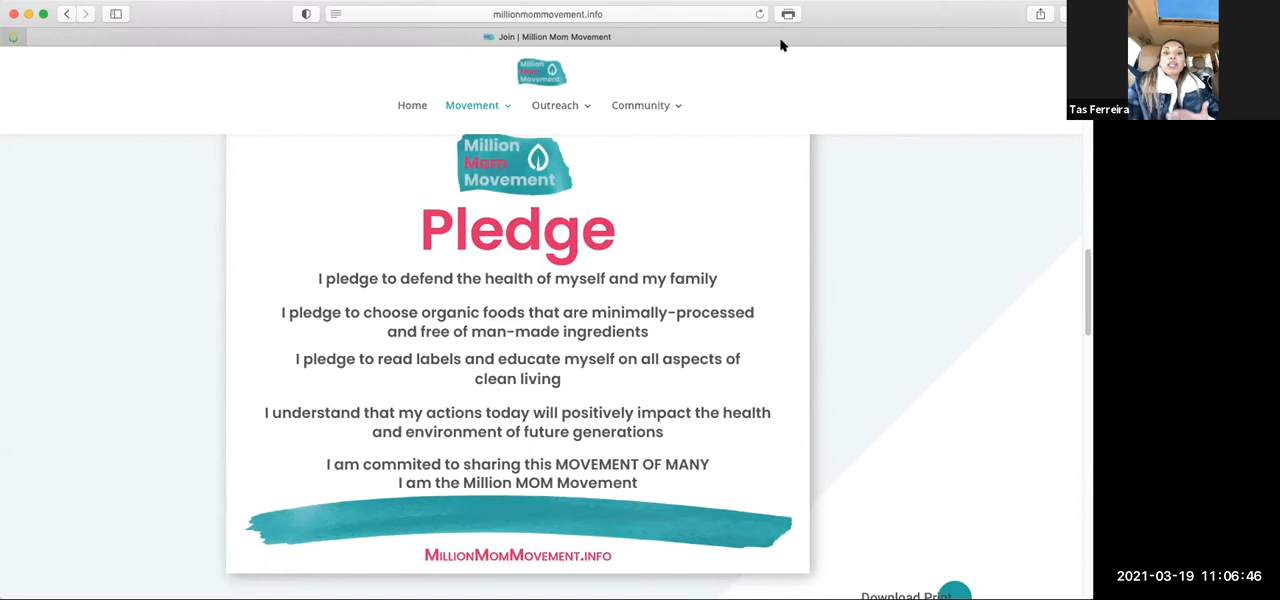 millionmommovement.info
Join | Million Mom Movement
Million
Mom
Movement
Home Movement Outreach Community
Tas Ferreira
Million
Mom
Movement
Pledge
I pledge to defend the health of myself and my family
I pledge to choose organic foods that are minimally-processed
and free of man-made ingredients
I pledge to read labels and educate myself on all aspects of
clean living
I understand that my actions today will positively impact the health
and environment of future generations
I am commited to sharing this MOVEMENT OF MANY
I am the Million MOM Movement
MillionMomMovement.info
Download Print
2021-03-19 11:06:46